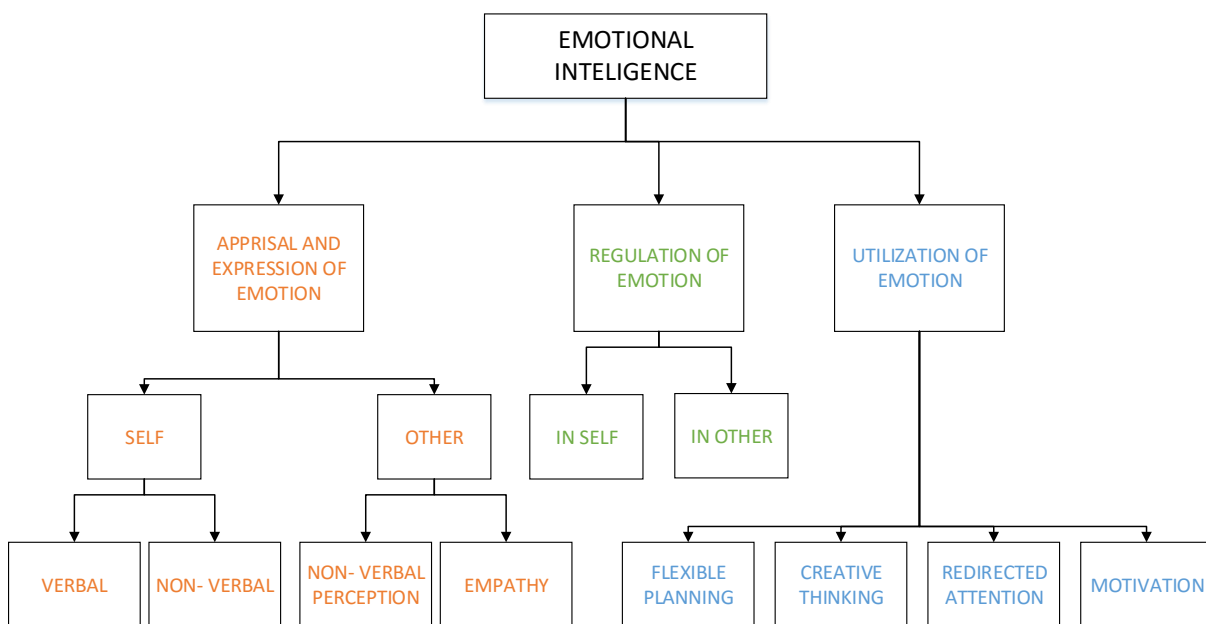 EMOTIONAL
INTELIGENCE
APPRISAL AND
EXPRESSION OF
EMOTION
REGULATION OF
EMOTION
UTILIZATION OF
EMOTION
SELF
OTHER
IN SELF
IN OTHER
VERBAL
NON- VERBAL
NON- VERBAL
PERCEPTION
EMPATHY
FLEXIBLE
PLANNING
CREATIVE
THINKING
REDIRECTED
ATTENTION
MOTIVATION